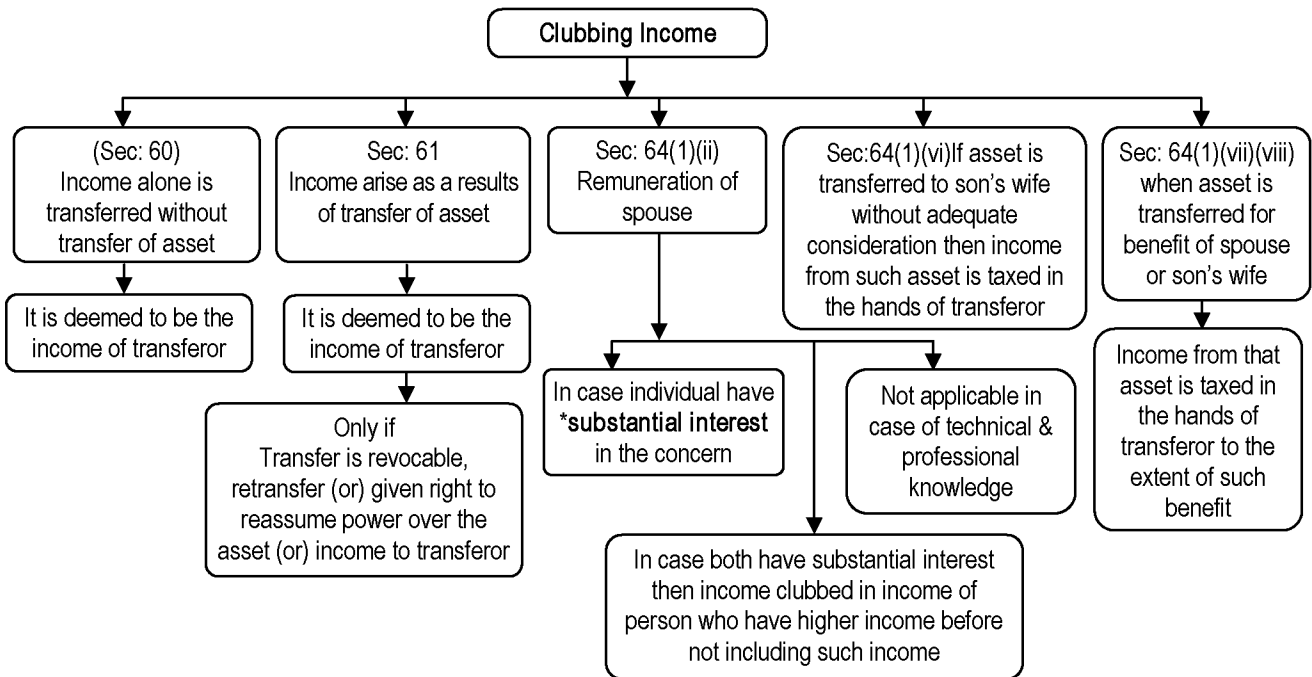 Clubbing Income
(Sec: 60)
Income alone is
transferred without
transfer of asset
It is deemed to be the
income of transferor
Sec: 61
Income arise as a results
of transfer of asset
It is deemed to be the
income of transferor
Only if
Transfer is revocable,
retransfer (or) given right to
reassume power over the
asset (or) income to transferor
Sec: 64(1)(ii)
Remuneration of
spouse
In case individual have
*substantial interest
in the concern
In case both have substantial interest
then income clubbed in income of
person who have higher income before
not including such income
Not applicable in
case of technical &
professional
knowledge
Sec:64(1)(vi)If asset is
transferred to son's wife
without adequate
consideration then income
from such asset is taxed in
the hands of transferor
Sec: 64(1)(vii)(viii)
when asset is
transferred for
benefit of spouse
or son's wife
Income from that
asset is taxed in
the hands of
transferor to the
extent of such
benefit